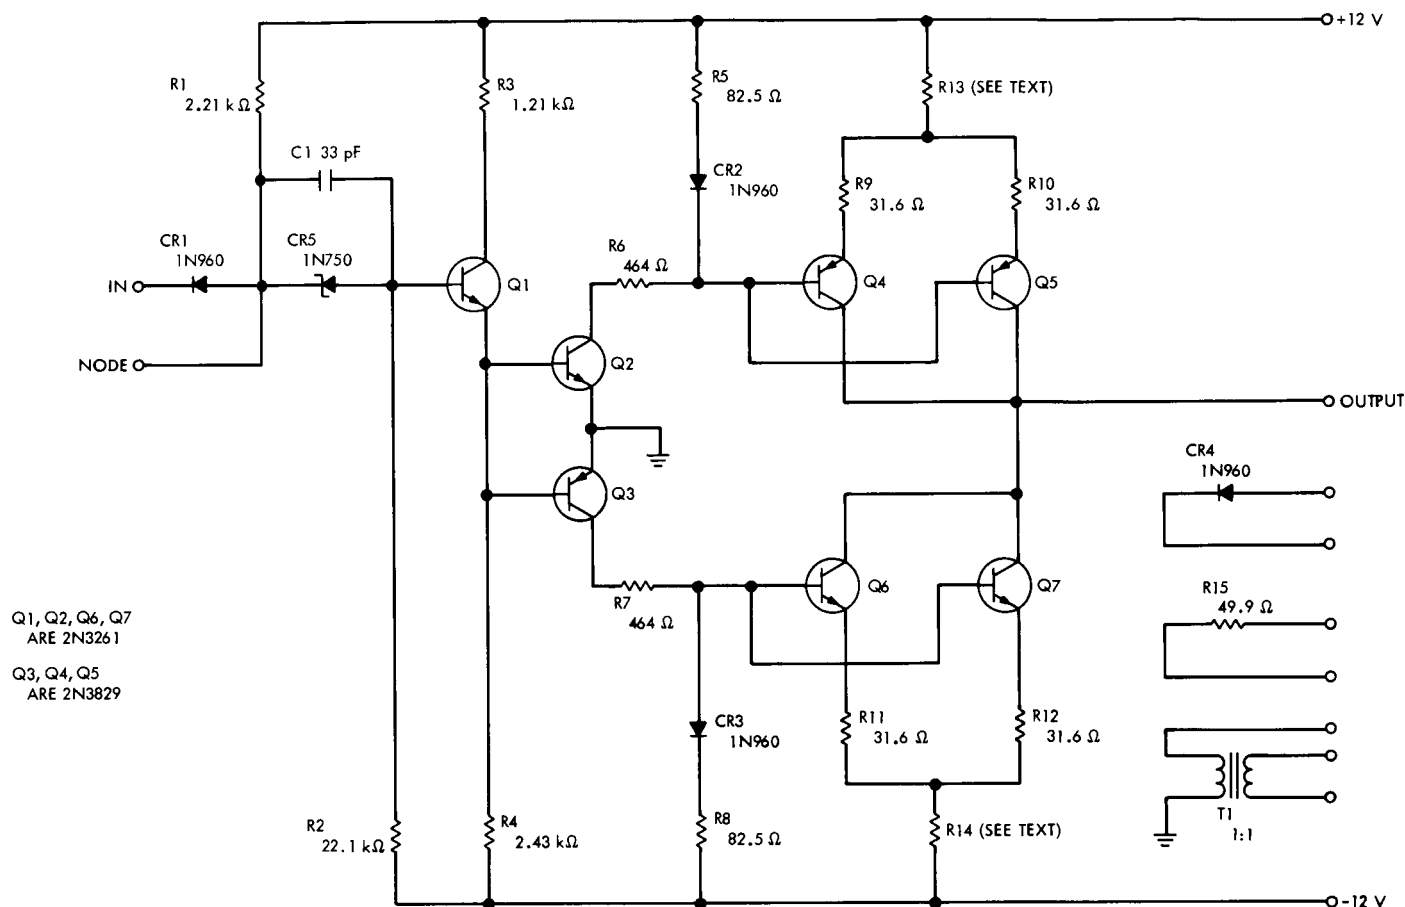 +12 V
R1
2.21 kΩ
R3
1.21 kΩ
R5
82.5 Ω
R13 (SEE TEXT)
C1 33 pF
CR2
1N960
R9
31.6 Ω
R10
31.6 Ω
CR1
1N960
CR5
1N750
R6
464 Ω
IN
Q1
Q4
Q5
NODE
Q2
OUTPUT
CR4
1N960
Q3
Q6
Q7
R7
464 Ω
R15
49.9 Ω
Q1, Q2, Q6, Q7
ARE 2N3261
Q3, Q4, Q5
ARE 2N3829
CR3
1N960
R11
31.6 Ω
R12
31.6 Ω
R2
22.1 kΩ
R4
2.43 kΩ
R8
82.5 Ω
R14 (SEE TEXT)
T1
1:1
-12 V